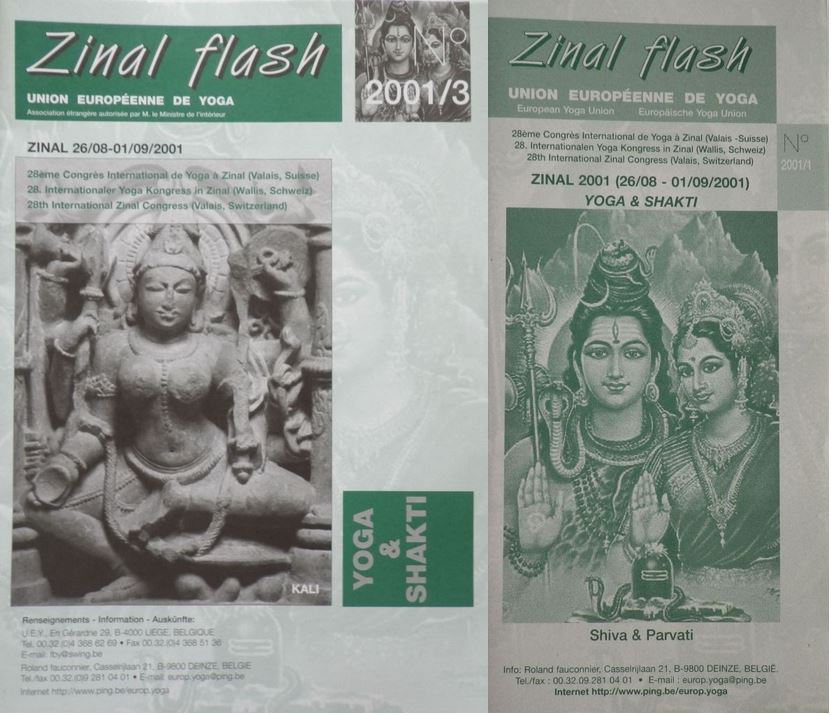 Zinal flash
UNION EUROPÉENNE DE YOGA
Association étrangère autorisée par M. le Ministre de l'intérieur
N°
2001/3
ZINAL 26/08-01/09/2001
28ème Congrès International de Yoga à Zinal (Valais, Suisse)
28. Internationaler Yoga Kongress in Zinal (Wallis, Schweiz)
28th International Zinal Congress (Valais, Switzerland)
KALI
YOGA
&
SHAKTI
Renseignements - Information - Auskünfte:
U.E.Y., En Gérardrie 29, B-4000 LIEGE, BELGIQUE
Tel. 00.32.(0)4 368 62 69 • Fax 00.32.(0)4 368 51 36
E-mail: fby@swing.be
Roland fauconnier, Casselrijlaan 21, B-9800 DEINZE, BELGIE
Tel./fax 00.32.(0)9 281 04 01 • E-mail: europ.yoga@ping.be
Internet http://www.ping.be/europ.yoga
Zinal flash
UNION EUROPÉENNE DE YOGA
European Yoga Union Europäische Yoga Union
28ème Congrès International de Yoga à Zinal (Valais -Suisse)
28. Internationalen Yoga Kongress in Zinal (Wallis, Schweiz)
28th International Zinal Congress (Valais, Switzerland)
N°
2001/1
ZINAL 2001 (26/08 - 01/09/2001)
YOGA & SHAKTI
Shiva & Parvati
Info: Roland fauconnier, Casselrijlaan 21, B-9800 DEINZE, BELGIË.
Tel./fax : 00.32.09.281 04 01 • E-mail : europ.yoga@ping.be
Internet http://www.ping.be/europ.yoga